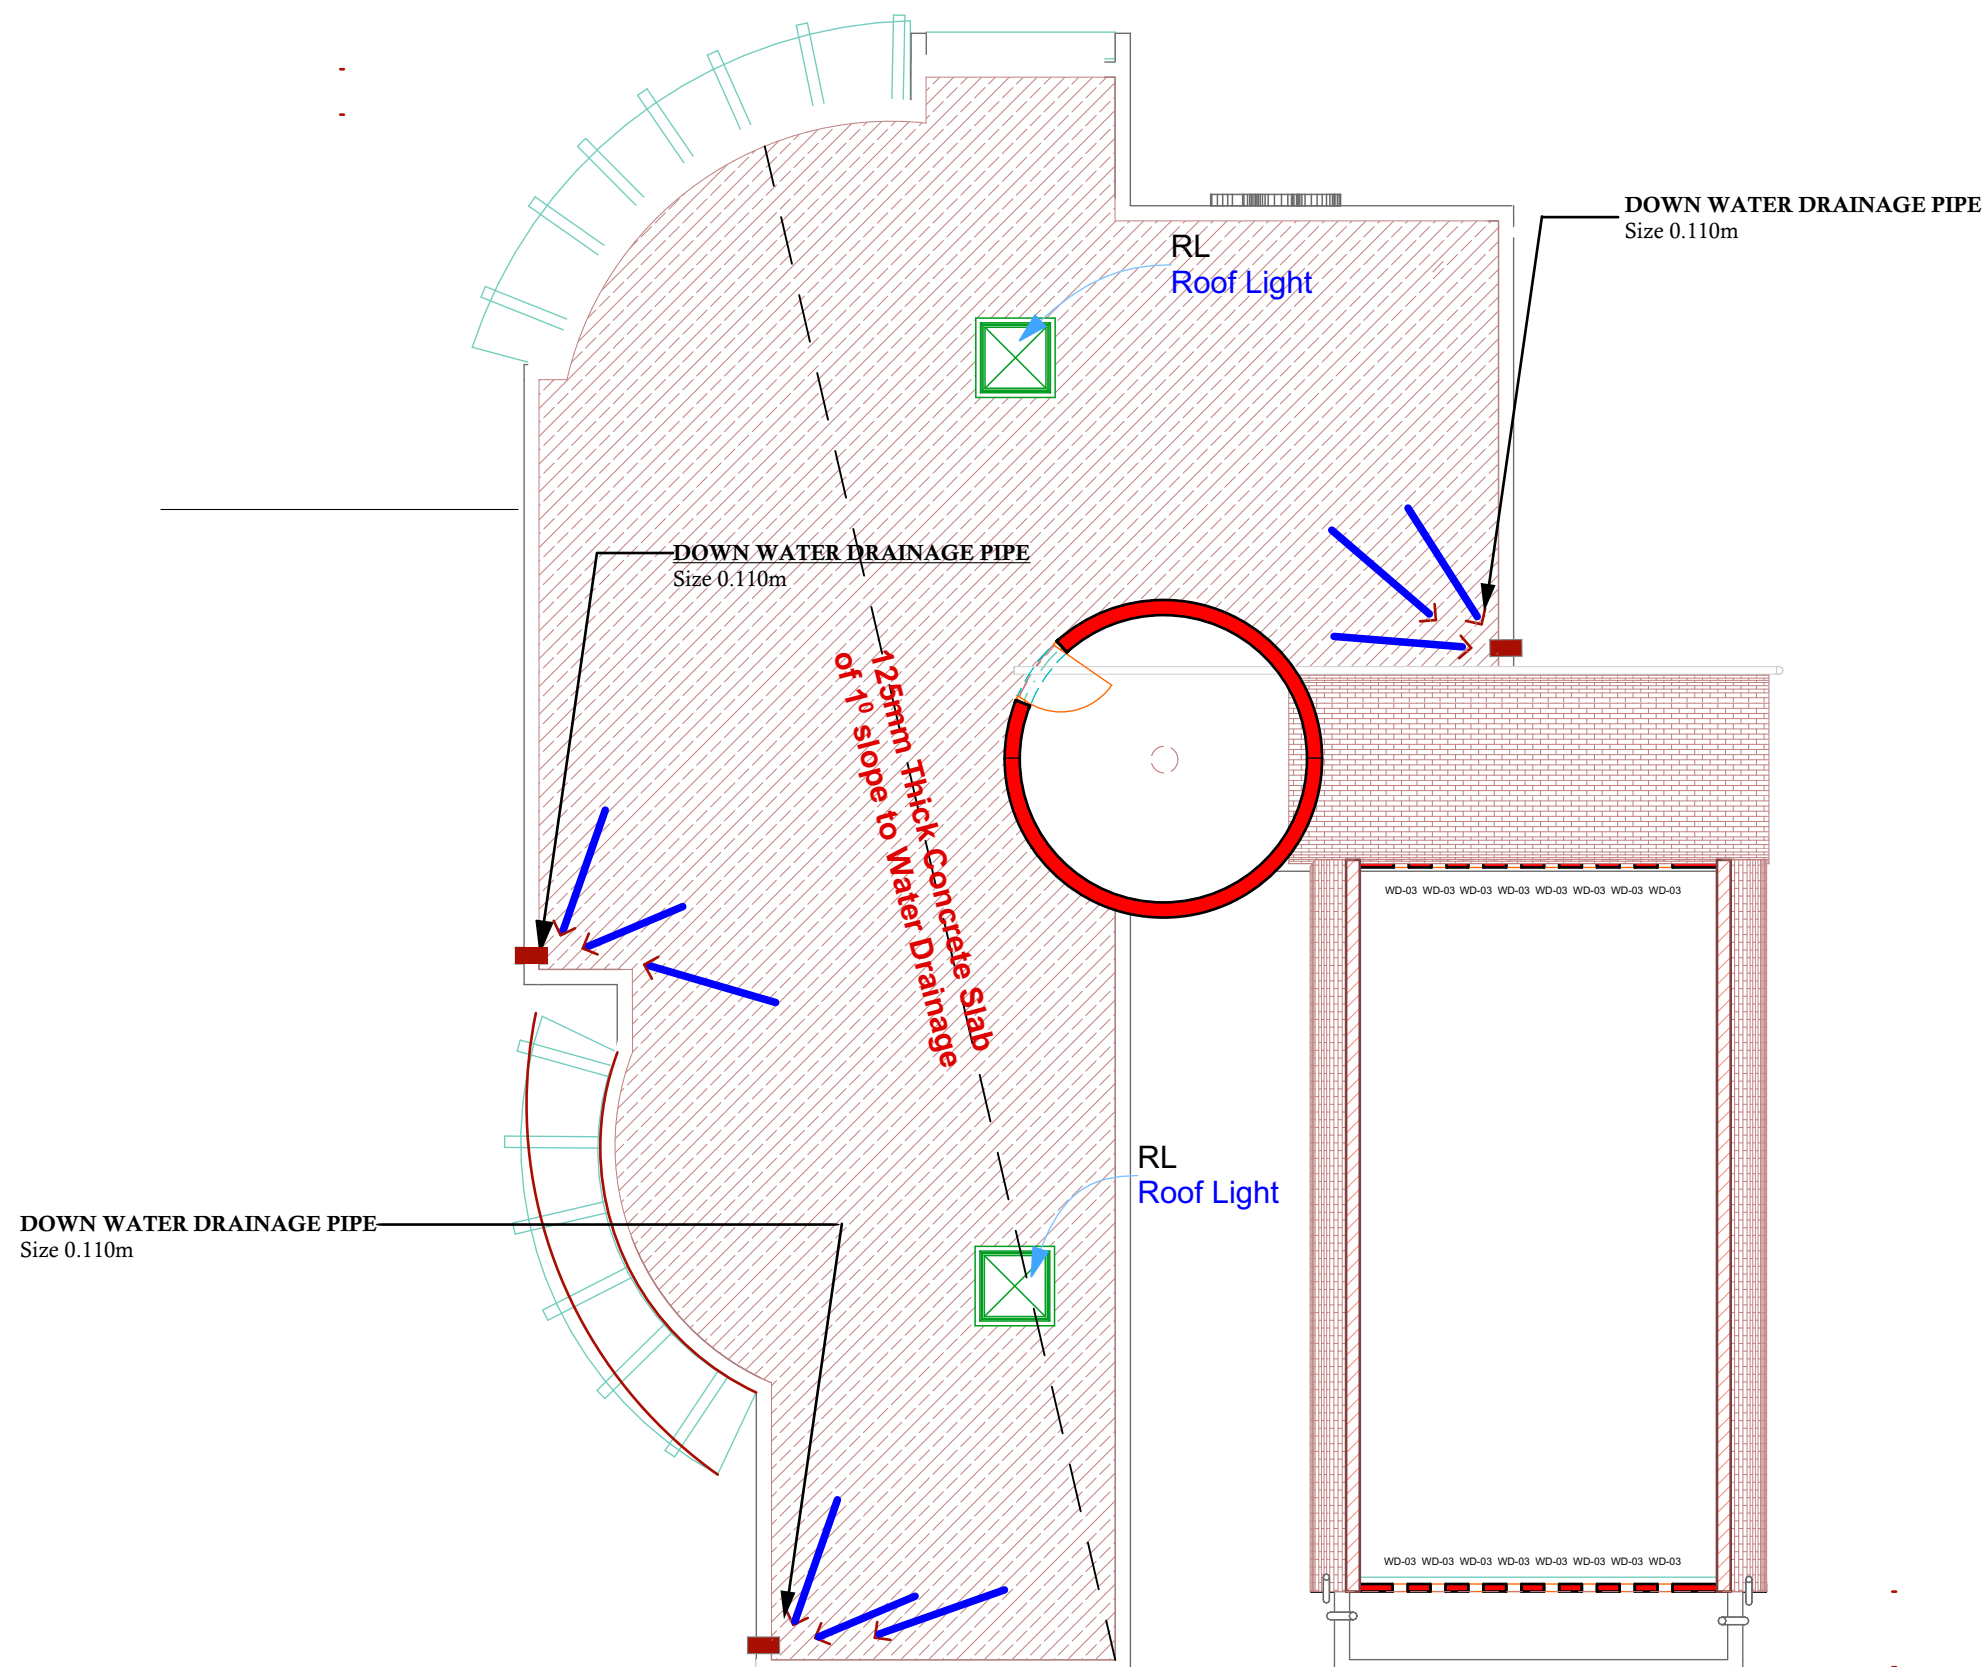 DOWN WATER DRAINAGE PIPE
Size 0.110m
RL
Roof Light
DOWN WATER DRAINAGE PIPE
Size 0.110m
125mm Thick Concrete Slab
of 1⁰ slope to Water Drainage
WD-03 WD-03 WD-03 WD-03 WD-03 WD-03 WD-03 WD-03
RL
Roof Light
DOWN WATER DRAINAGE PIPE
Size 0.110m
WD-03 WD-03 WD-03 WD-03 WD-03 WD-03 WD-03 WD-03